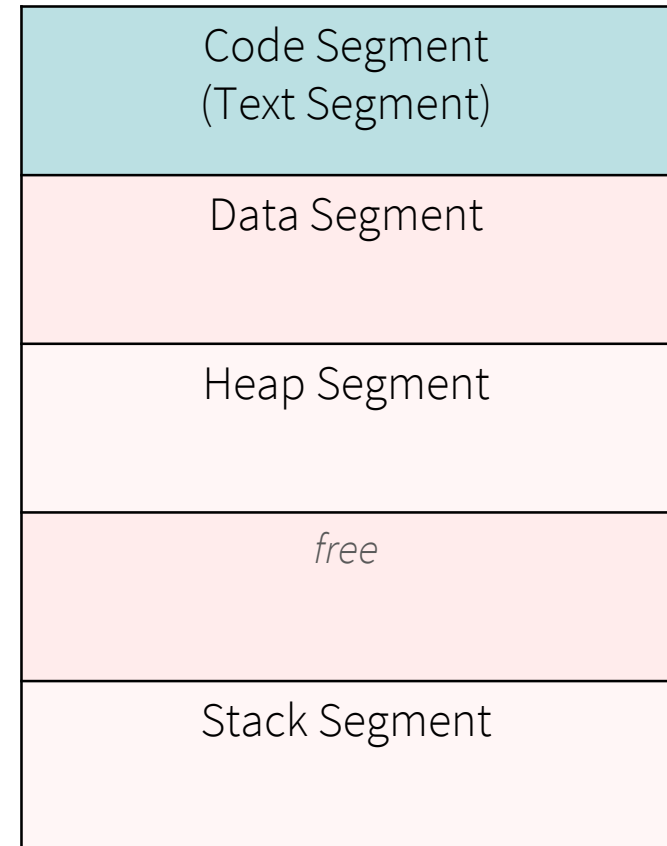 Code Segment
(Text Segment)
Data Segment
Heap Segment
free
Stack Segment